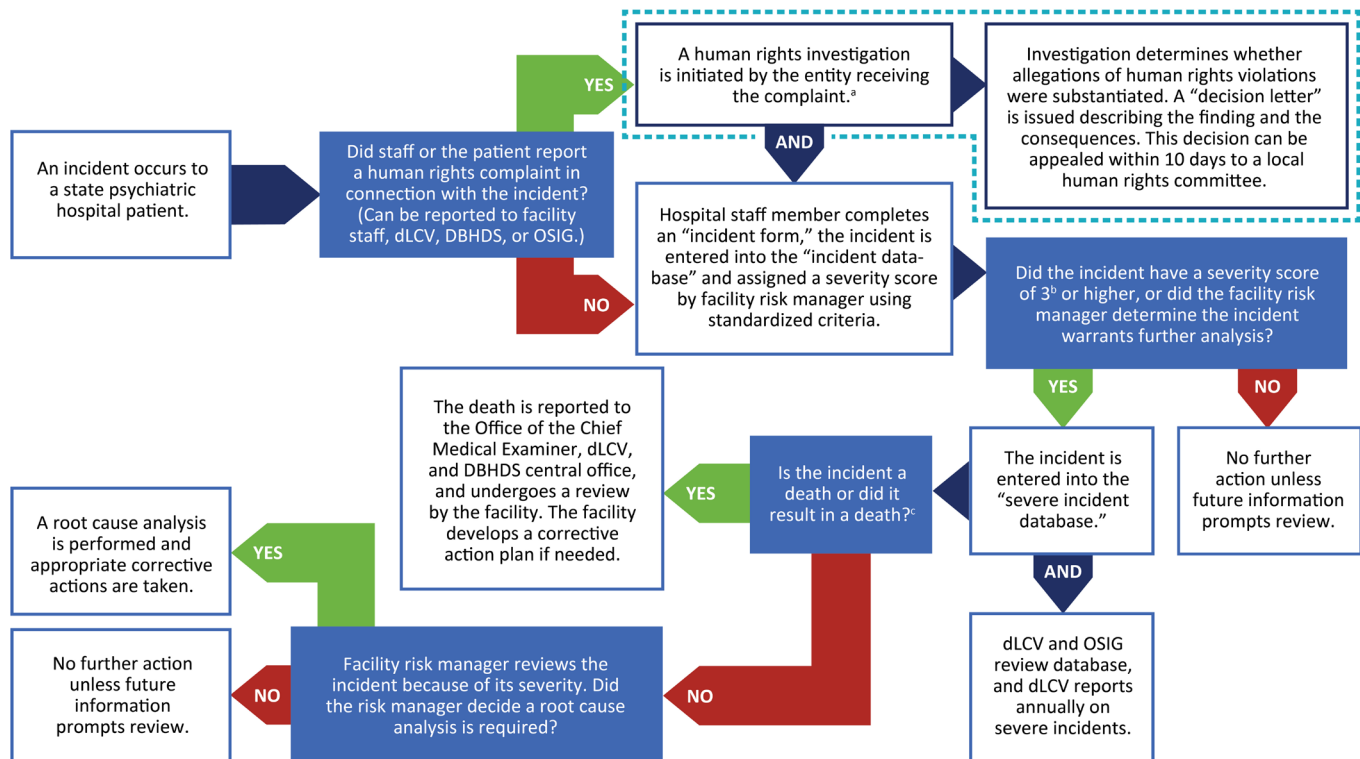 An incident occurs to
a state psychiatric
hospital patient.
Did staff or the patient report
a human rights complaint in
connection with the incident?
(Can be reported to facility
staff, dLCV, DBHDS, or OSIG.)
YES
A human rights investigation
is initiated by the entity receiving
the complaint.ᵃ
Investigation determines whether
allegations of human rights violations
were substantiated. A “decision letter”
is issued describing the finding and the
consequences. This decision can be
appealed within 10 days to a local
human rights committee.
AND
NO
Hospital staff member completes
an “incident form,” the incident is
entered into the “incident data-
base” and assigned a severity score
by facility risk manager using
standardized criteria.
Did the incident have a severity score
of 3ᵇ or higher, or did the facility risk
manager determine the incident
warrants further analysis?
YES
NO
The incident is
entered into the
“severe incident
database.”
No further
action unless
future information
prompts review.
AND
dLCV and OSIG
review database,
and dLCV reports
annually on
severe incidents.
Is the incident a
death or did it
result in a death?ᶜ
YES
The death is reported to
the Office of the Chief
Medical Examiner, dLCV,
and DBHDS central office,
and undergoes a review
by the facility. The facility
develops a corrective
action plan if needed.
NO
Facility risk manager reviews the
incident because of its severity. Did
the risk manager decide a root cause
analysis is required?
YES
A root cause analysis
is performed and
appropriate corrective
actions are taken.
NO
No further action
unless future
information
prompts review.